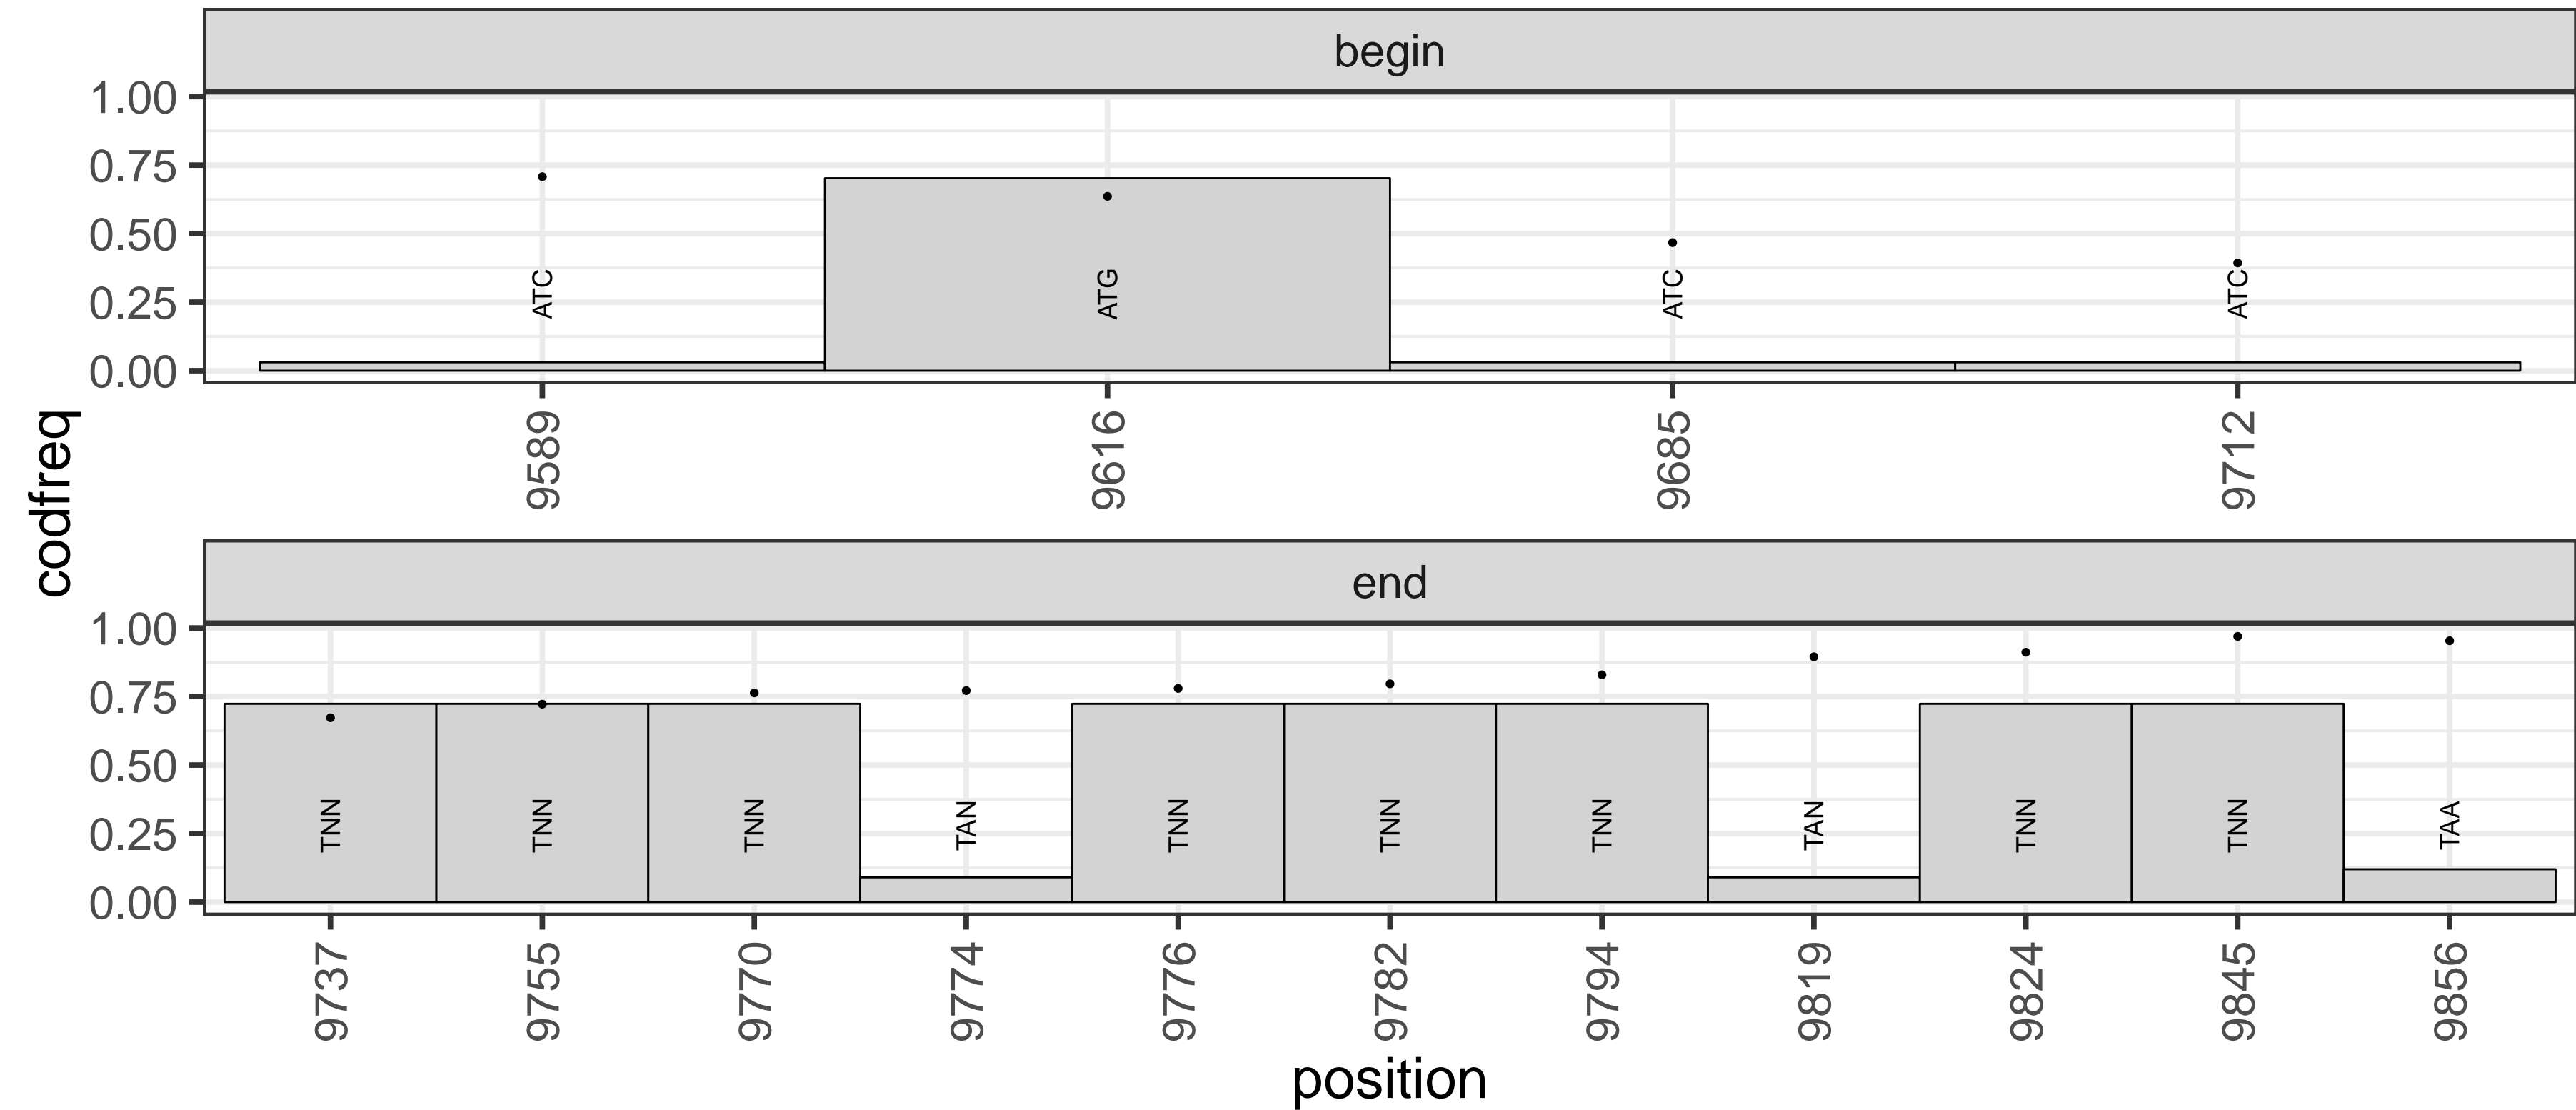 begin
1.00
0.75
0.50
0.25
0.00
ATC
ATG
ATC
ATC
9589
9616
9685
9712
codfreq
end
1.00
0.75
0.50
0.25
0.00
TNN
TNN
TNN
TAN
TNN
TNN
TNN
TAN
TNN
TNN
TAA
9737
9755
9770
9774
9776
9782
9794
9819
9824
9845
9856
position